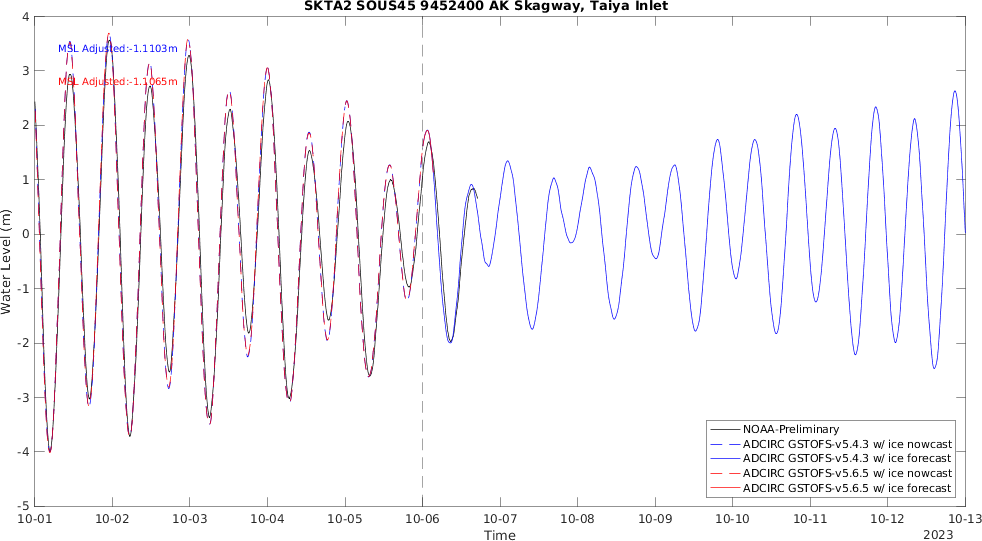 SKTA2 SOUS45 9452400 AK Skagway, Taiya Inlet
4
3
2
1
0
-1
-2
-3
-4
-5
Water Level (m)
MSL Adjusted:-1.1103m
MSL Adjusted:-1.1065m
NOAA-Preliminary
ADCIRC GSTOFS-v5.4.3 w/ ice nowcast
ADCIRC GSTOFS-v5.4.3 w/ ice forecast
ADCIRC GSTOFS-v5.6.5 w/ ice nowcast
ADCIRC GSTOFS-v5.6.5 w/ ice forecast
10-01 10-02 10-03 10-04 10-05 10-06 10-07 10-08 10-09 10-10 10-11 10-12 10-13
Time
2023